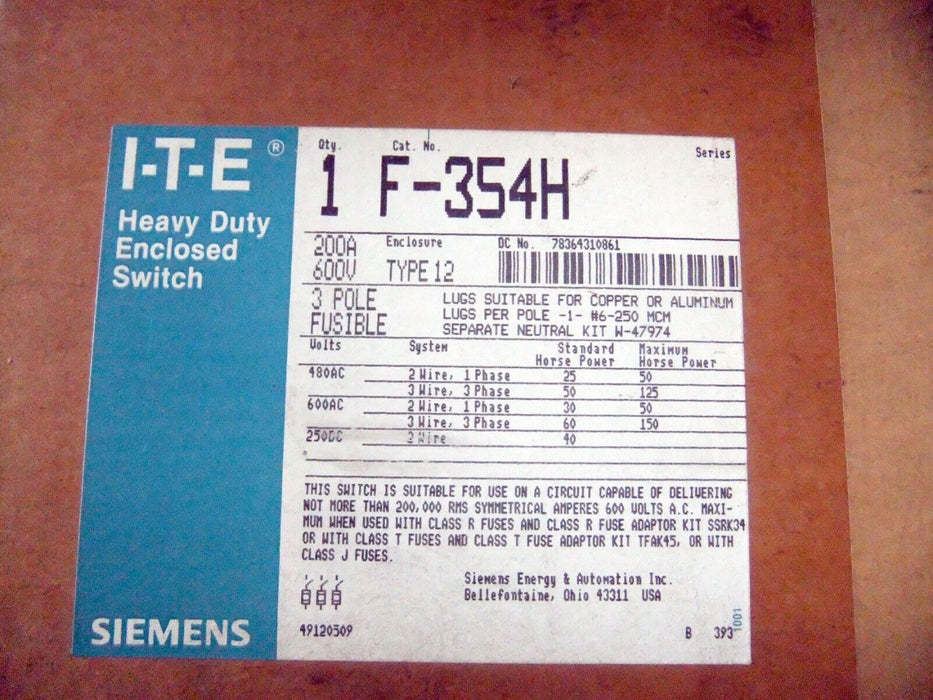 I-T-E®
Heavy Duty
Enclosed
Switch
SIEMENS
Qty. Cat. No. Series
1 F-354H
200A Enclosure DC No. 78364310861
600V TYPE 12
3 POLE LUGS SUITABLE FOR COPPER OR ALUMINUM
FUSIBLE LUGS PER POLE -1- #6-250 MCM
SEPARATE NEUTRAL KIT W-47974
Volts System Standard Horse Power Maximum Horse Power
480AC 2 Wire, 1 Phase 25 50
3 Wire, 3 Phase 50 125
600AC 2 Wire, 1 Phase 30 50
3 Wire, 3 Phase 60 150
250DC 2 Wire 40
THIS SWITCH IS SUITABLE FOR USE ON A CIRCUIT CAPABLE OF DELIVERING
NOT MORE THAN 200,000 RMS SYMMETRICAL AMPERES 600 VOLTS A.C. MAXI-
MUM WHEN USED WITH CLASS R FUSES AND CLASS R FUSE ADAPTOR KIT SSRK34
OR WITH CLASS T FUSES AND CLASS T FUSE ADAPTOR KIT TFAK45, OR WITH
CLASS J FUSES.
Siemens Energy & Automation Inc.
Bellefontaine, Ohio 43311 USA
49120509 B 393
1001